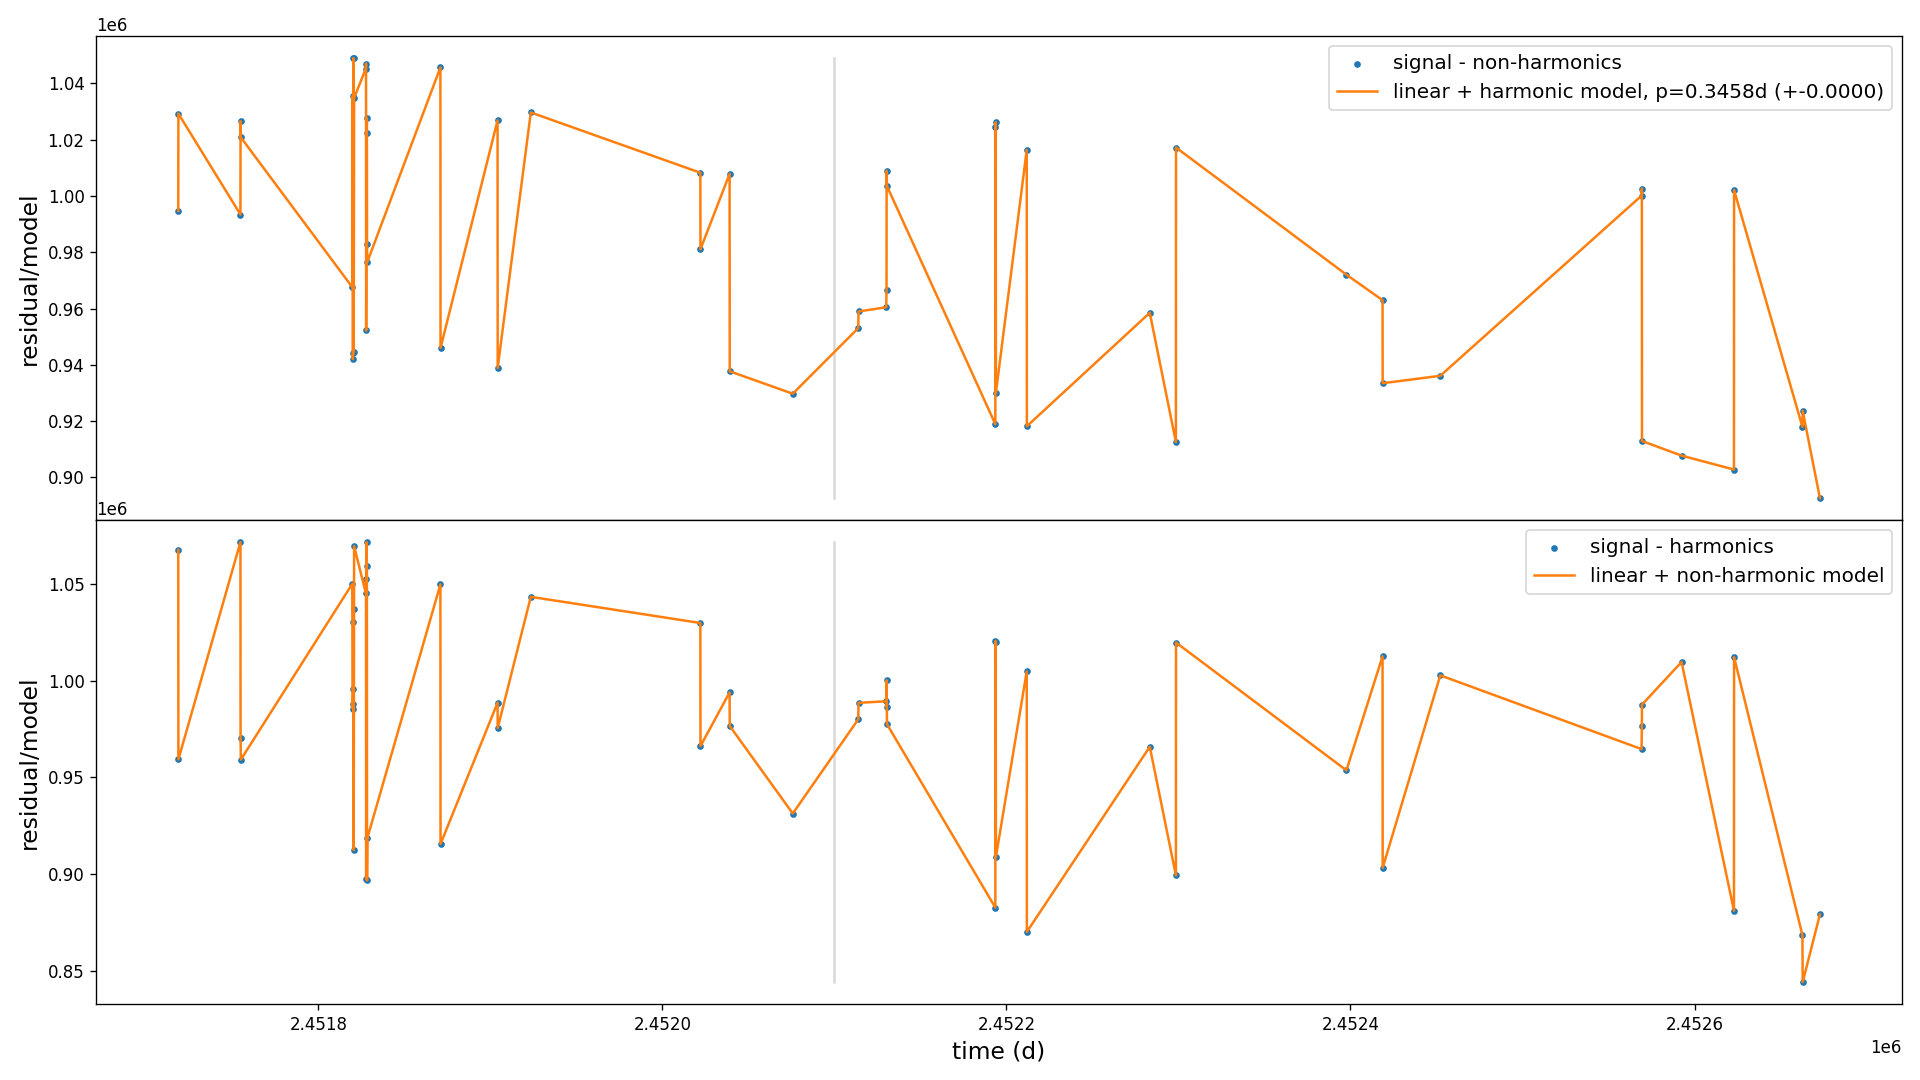 1e6
signal - non-harmonics
linear + harmonic model, p=0.3458d (+-0.0000)
1.04
1.02
1.00
0.98
0.96
0.94
0.92
0.90
residual/model
1e6
signal - harmonics
linear + non-harmonic model
1.05
1.00
0.95
0.90
0.85
residual/model
2.4518
2.4520
2.4522
2.4524
2.4526
time (d)
1e6